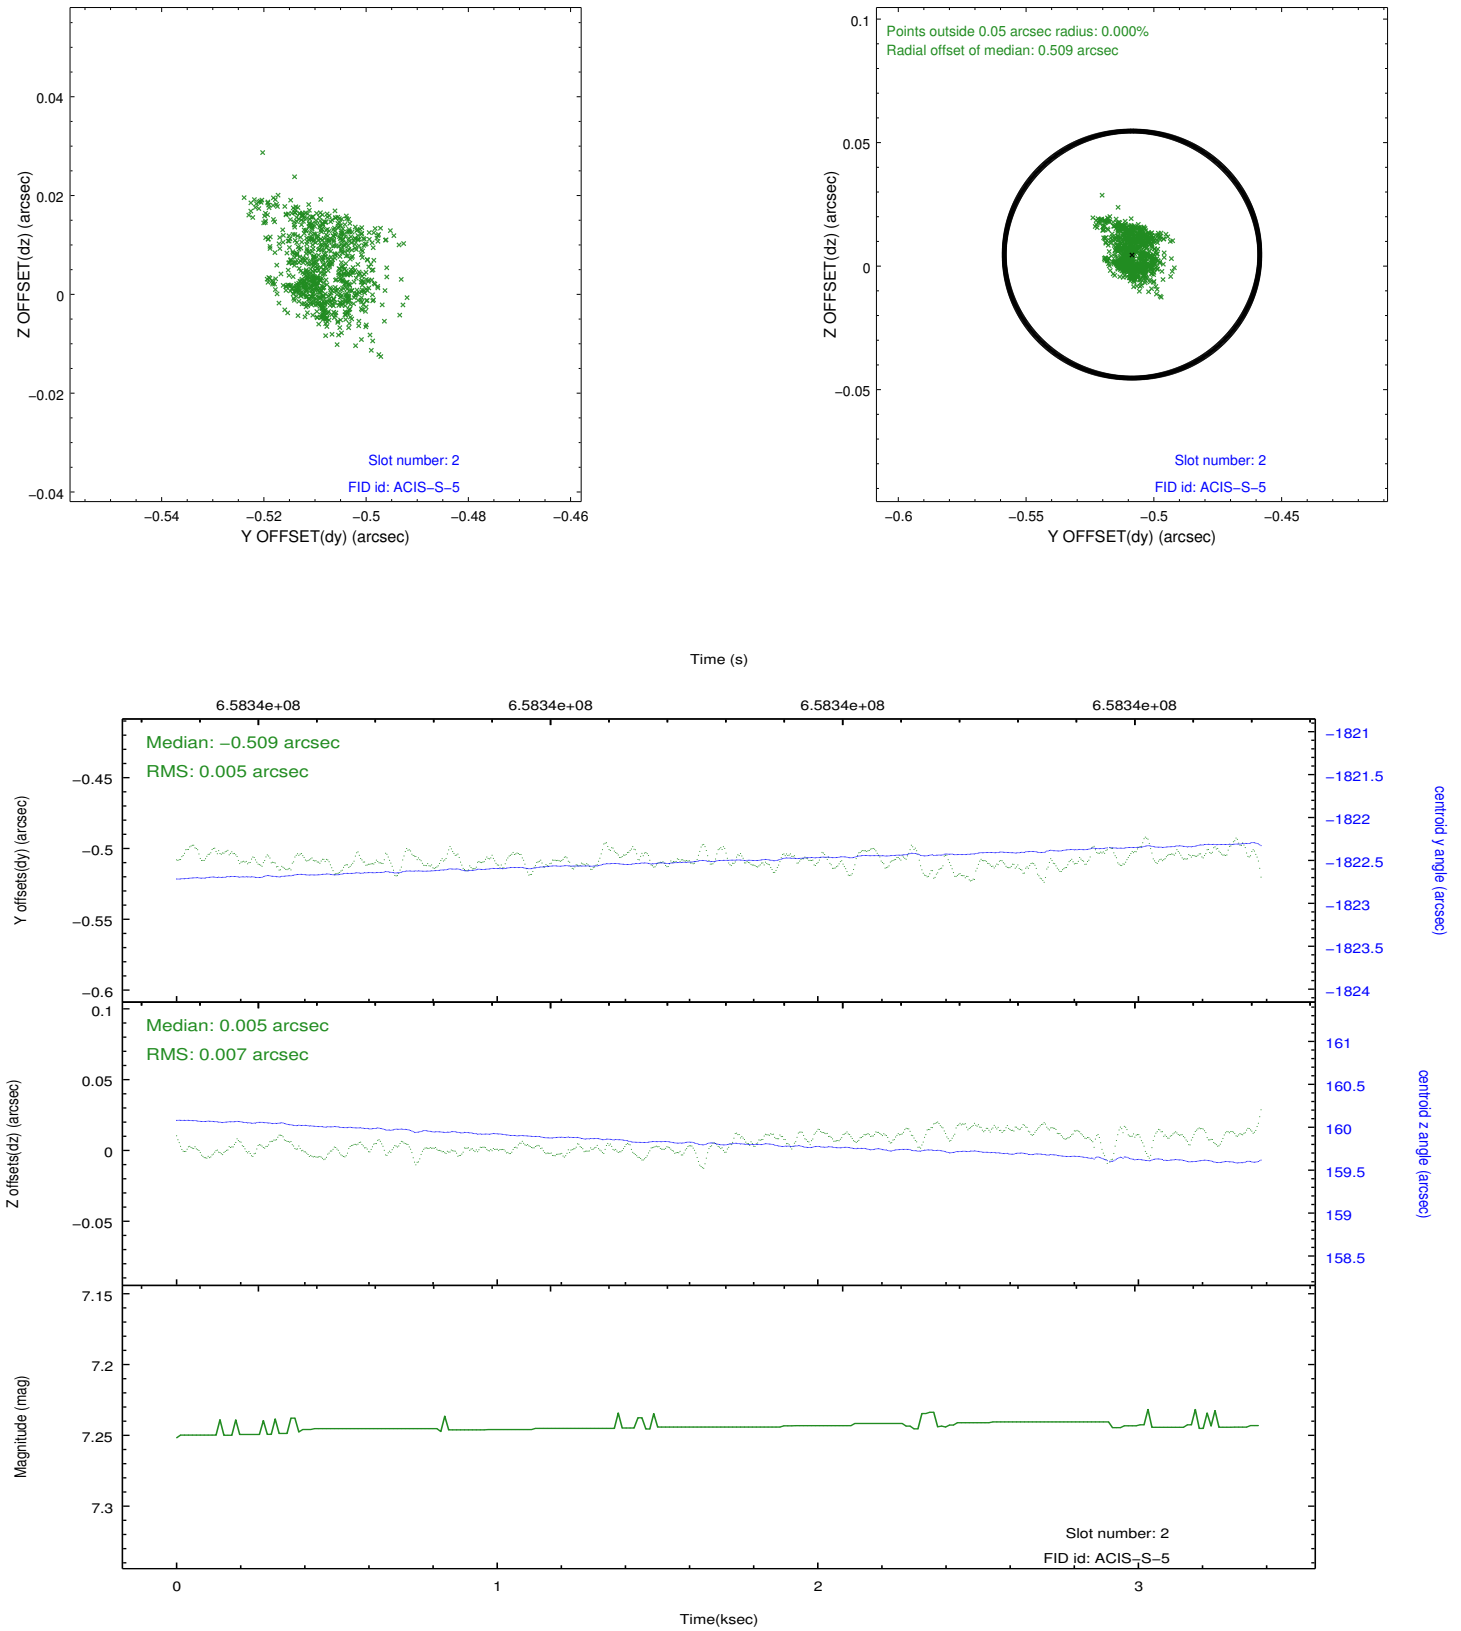 0.04
0.02
0
−0.02
−0.04
Z OFFSET(dz) (arcsec)
Slot number: 2
FID id: ACIS−S−5
−0.54
−0.52
−0.5
−0.48
−0.46
Y OFFSET(dy) (arcsec)
Points outside 0.05 arcsec radius: 0.000%
Radial offset of median: 0.509 arcsec
0.1
0.05
0
−0.05
Z OFFSET(dz) (arcsec)
Slot number: 2
FID id: ACIS−S−5
−0.6
−0.55
−0.5
−0.45
Y OFFSET(dy) (arcsec)
Time (s)
6.5834e+08
6.5834e+08
6.5834e+08
6.5834e+08
Median: −0.509 arcsec
RMS: 0.005 arcsec
−0.45
−0.5
−0.55
−0.6
Y offsets(dy) (arcsec)
−1821
−1821.5
−1822
−1822.5
−1823
−1823.5
−1824
centroid y angle (arcsec)
Median: 0.005 arcsec
RMS: 0.007 arcsec
0.1
0.05
0
−0.05
Z offsets(dz) (arcsec)
161
160.5
160
159.5
159
158.5
centroid z angle (arcsec)
7.15
7.2
7.25
7.3
Magnitude (mag)
Slot number: 2
FID id: ACIS−S−5
0
1
2
3
Time(ksec)